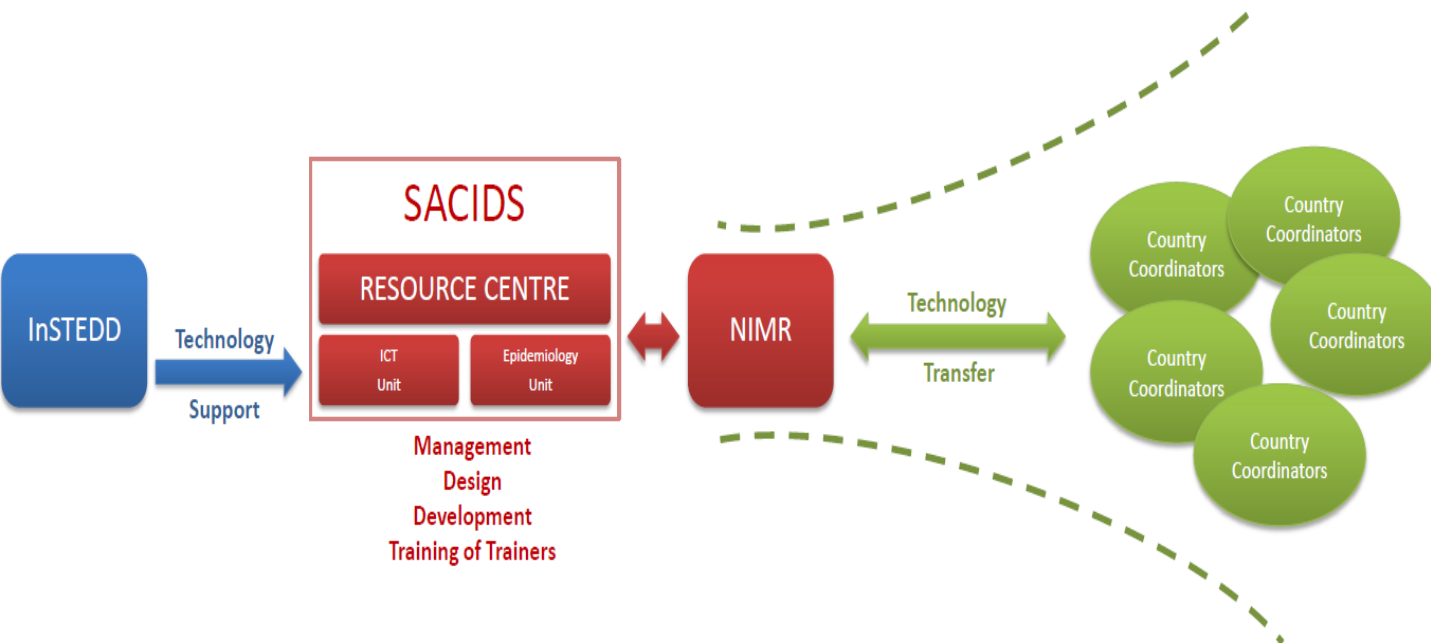 InSTEDD
Technology
Support
SACIDS
RESOURCE CENTRE
ICT
Unit
Epidemiology
Unit
Management
Design
Development
Training of Trainers
NIMR
Technology
Transfer
Country
Coordinators
Country
Coordinators
Country
Coordinators
Country
Coordinators
Country
Coordinators